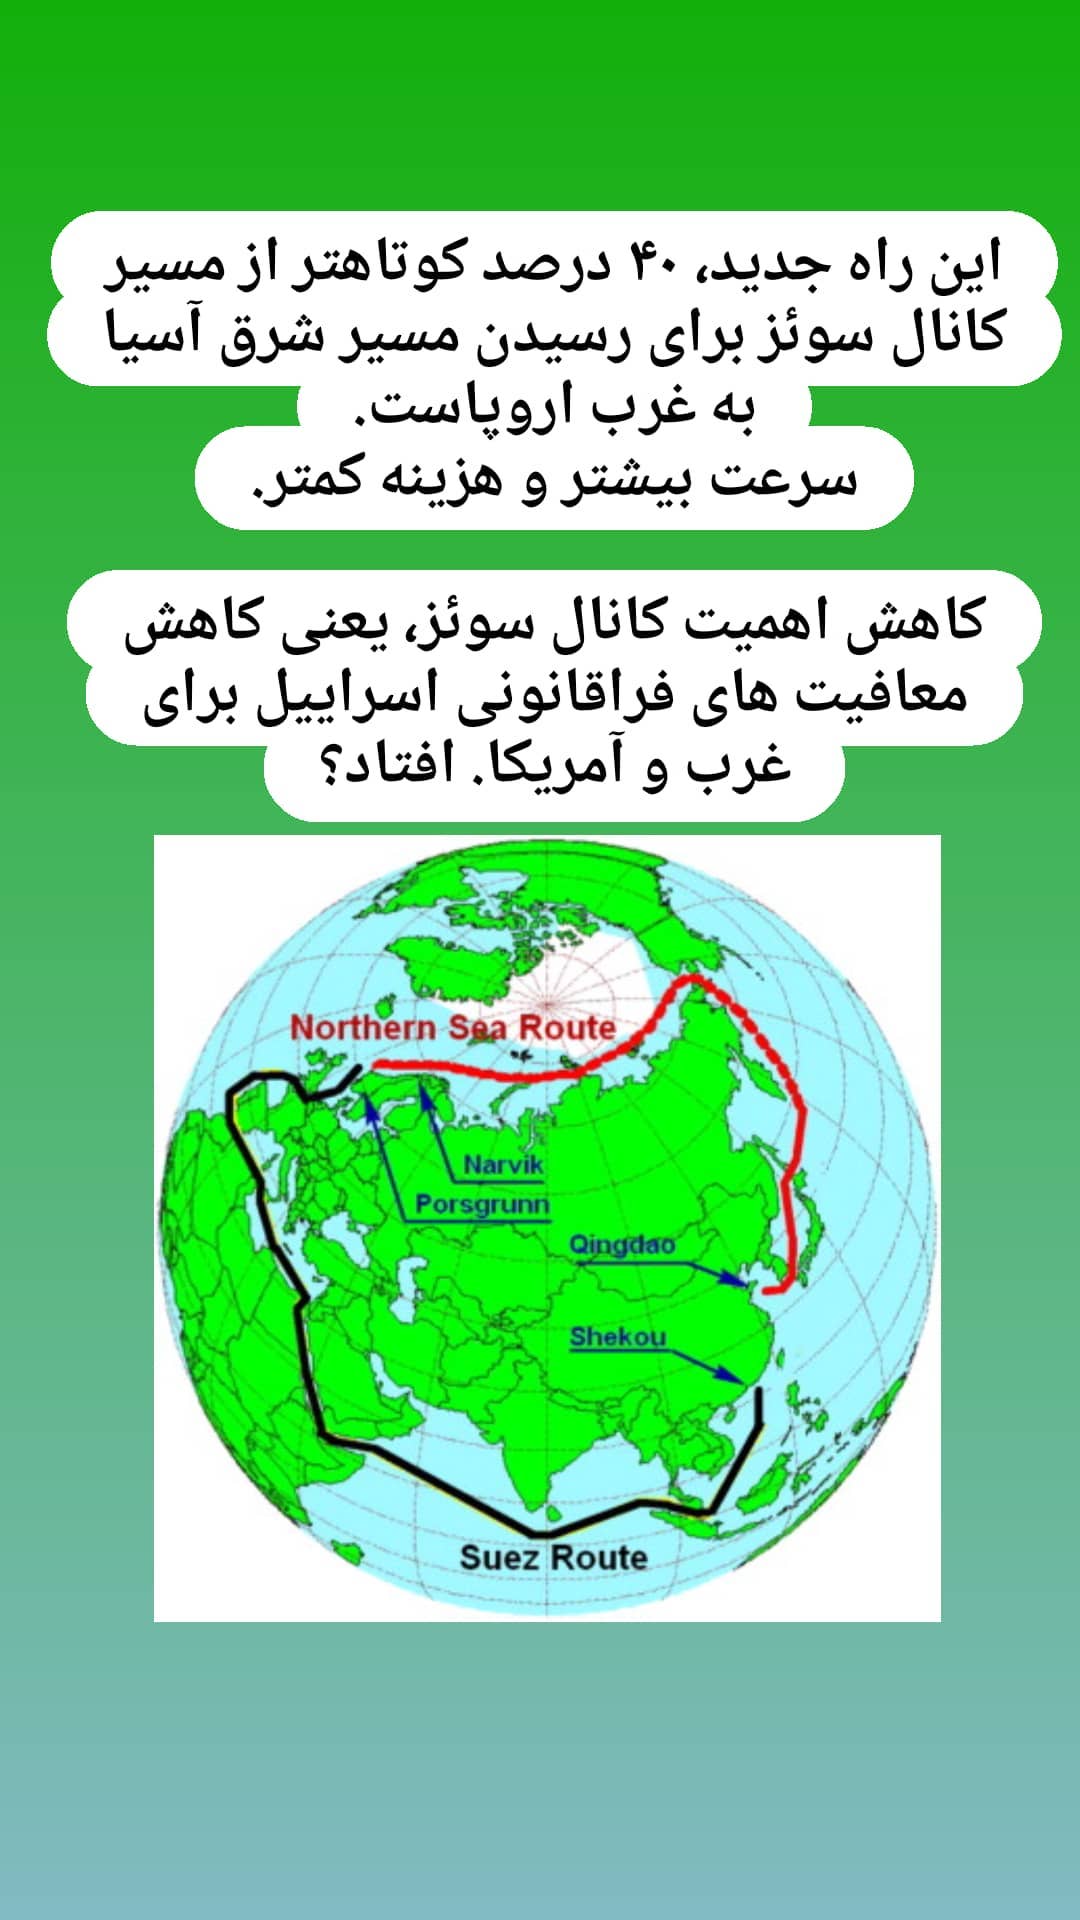 این راه جدید، ۴۰ درصد کوتاهتر از مسیر
کانال سوئز برای رسیدن مسیر شرق آسیا
به غرب اروپاست.
سرعت بیشتر و هزینه کمتر.
کاهش اهمیت کانال سوئز، یعنی کاهش
معافیت های فراقانونی اسراییل برای
غرب و آمریکا. افتاد؟
Northern Sea Route
Narvik
Porsgrunn
Qingdao
Shekou
Suez Route